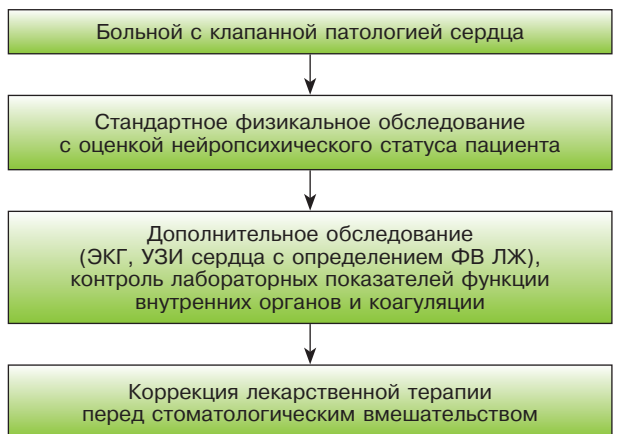 Больной с клапанной патологией сердца
Стандартное физикальное обследование
с оценкой нейропсихического статуса пациента
Дополнительное обследование
(ЭКГ, УЗИ сердца с определением ФВ ЛЖ),
контроль лабораторных показателей функции
внутренних органов и коагуляции
Коррекция лекарственной терапии
перед стоматологическим вмешательством